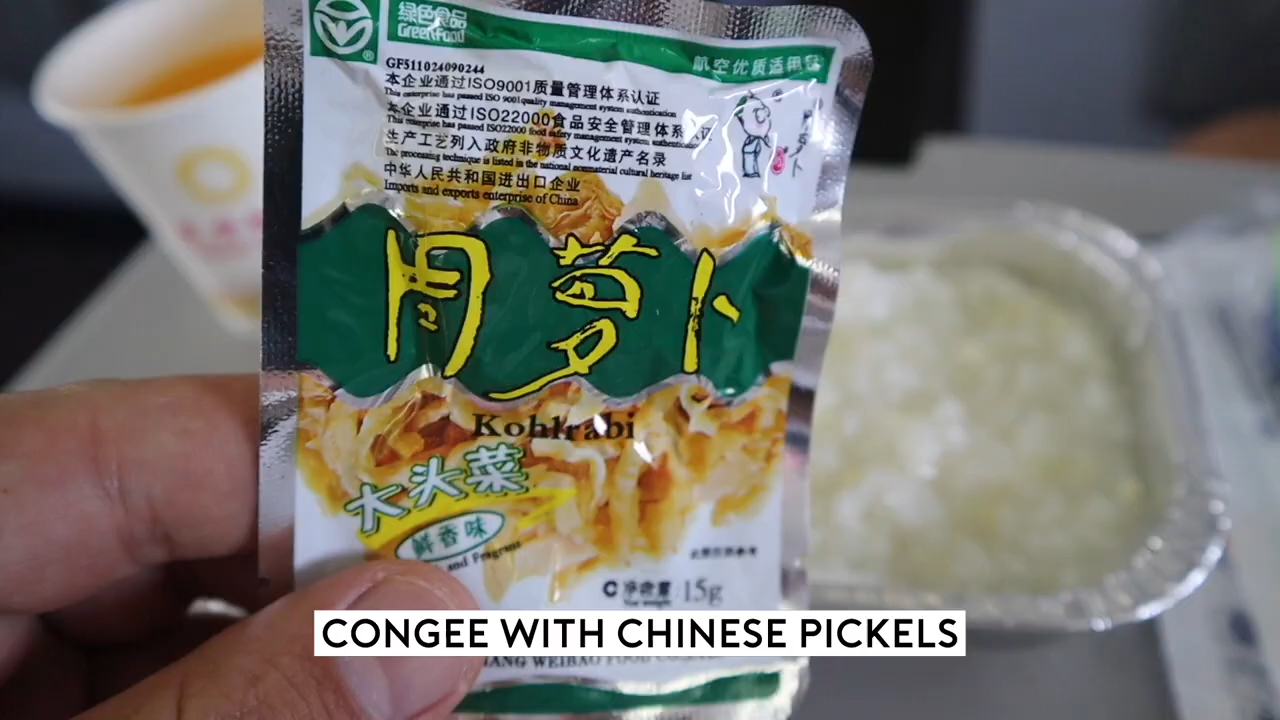 绿色食品
GreenFood
航空优质适用
GF511024090244
本企业通过ISO9001质量管理体系认证
This enterprise has passed ISO 9001quality management system authentication
本企业通过ISO22000食品安全管理体系认证
This enterprise has passed ISO22000 food safety management system authentication
生产工艺列入政府非物质文化遗产名录
The processing technique is listed in the national nonmaterial cultural heritage list
中华人民共和国进出口企业
Imports and exports enterprise of China
周萝卜
Kohlrabi
大头菜
鲜香味
and Fragrant
净含量: 15g
CONGEE WITH CHINESE PICKELS
WEIBAO FOOD